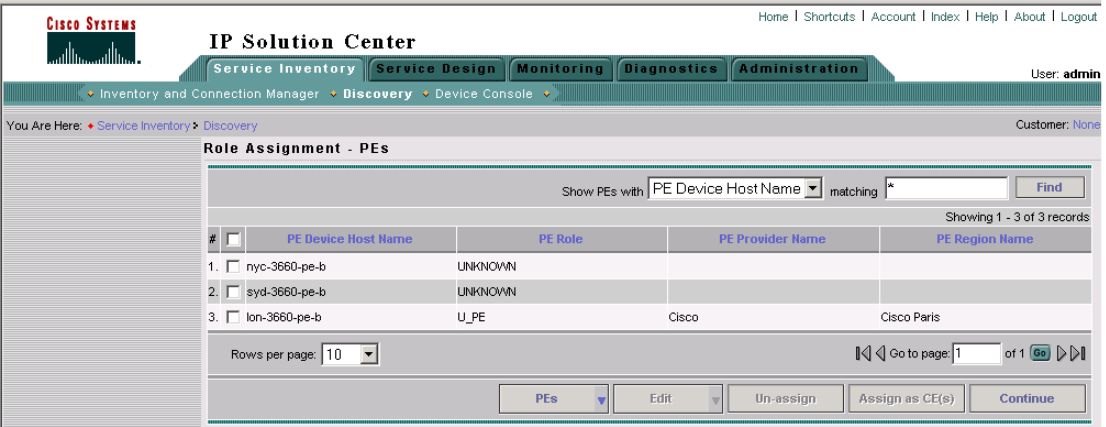 Home | Shortcuts | Account | Index | Help | About | Logout
CISCO SYSTEMS
IP Solution Center
Service Inventory Service Design Monitoring Diagnostics Administration
User: admin
Inventory and Connection Manager Discovery Device Console
You Are Here: Service Inventory Discovery Customer: None
Role Assignment - PEs
Show PEs with PE Device Host Name matching * Find
Showing 1 - 3 of 3 records
# PE Device Host Name PE Role PE Provider Name PE Region Name
1. nyc-3660-pe-b UNKNOWN
2. syd-3660-pe-b UNKNOWN
3. lon-3660-pe-b U_PE Cisco Cisco Paris
Rows per page: 10 Go to page: 1 of 1 Go
PEs Edit Un-assign Assign as CE(s) Continue